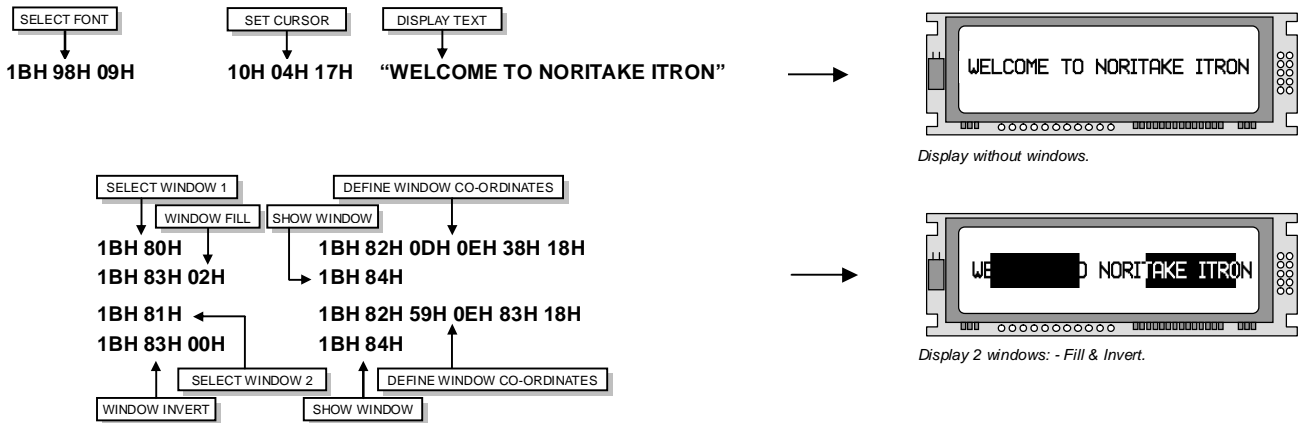 SELECT FONT
SET CURSOR
DISPLAY TEXT
1BH 98H 09H
10H 04H 17H
“WELCOME TO NORITAKE ITRON”
WELCOME TO NORITAKE ITRON
Display without windows.
SELECT WINDOW 1
DEFINE WINDOW CO-ORDINATES
WINDOW FILL
SHOW WINDOW
1BH 80H
1BH 82H 0DH 0EH 38H 18H
1BH 83H 02H
1BH 84H
1BH 81H
1BH 82H 59H 0EH 83H 18H
1BH 83H 00H
1BH 84H
SELECT WINDOW 2
DEFINE WINDOW CO-ORDINATES
WINDOW INVERT
SHOW WINDOW
WE D NORITAKE ITRON
Display 2 windows: - Fill & Invert.